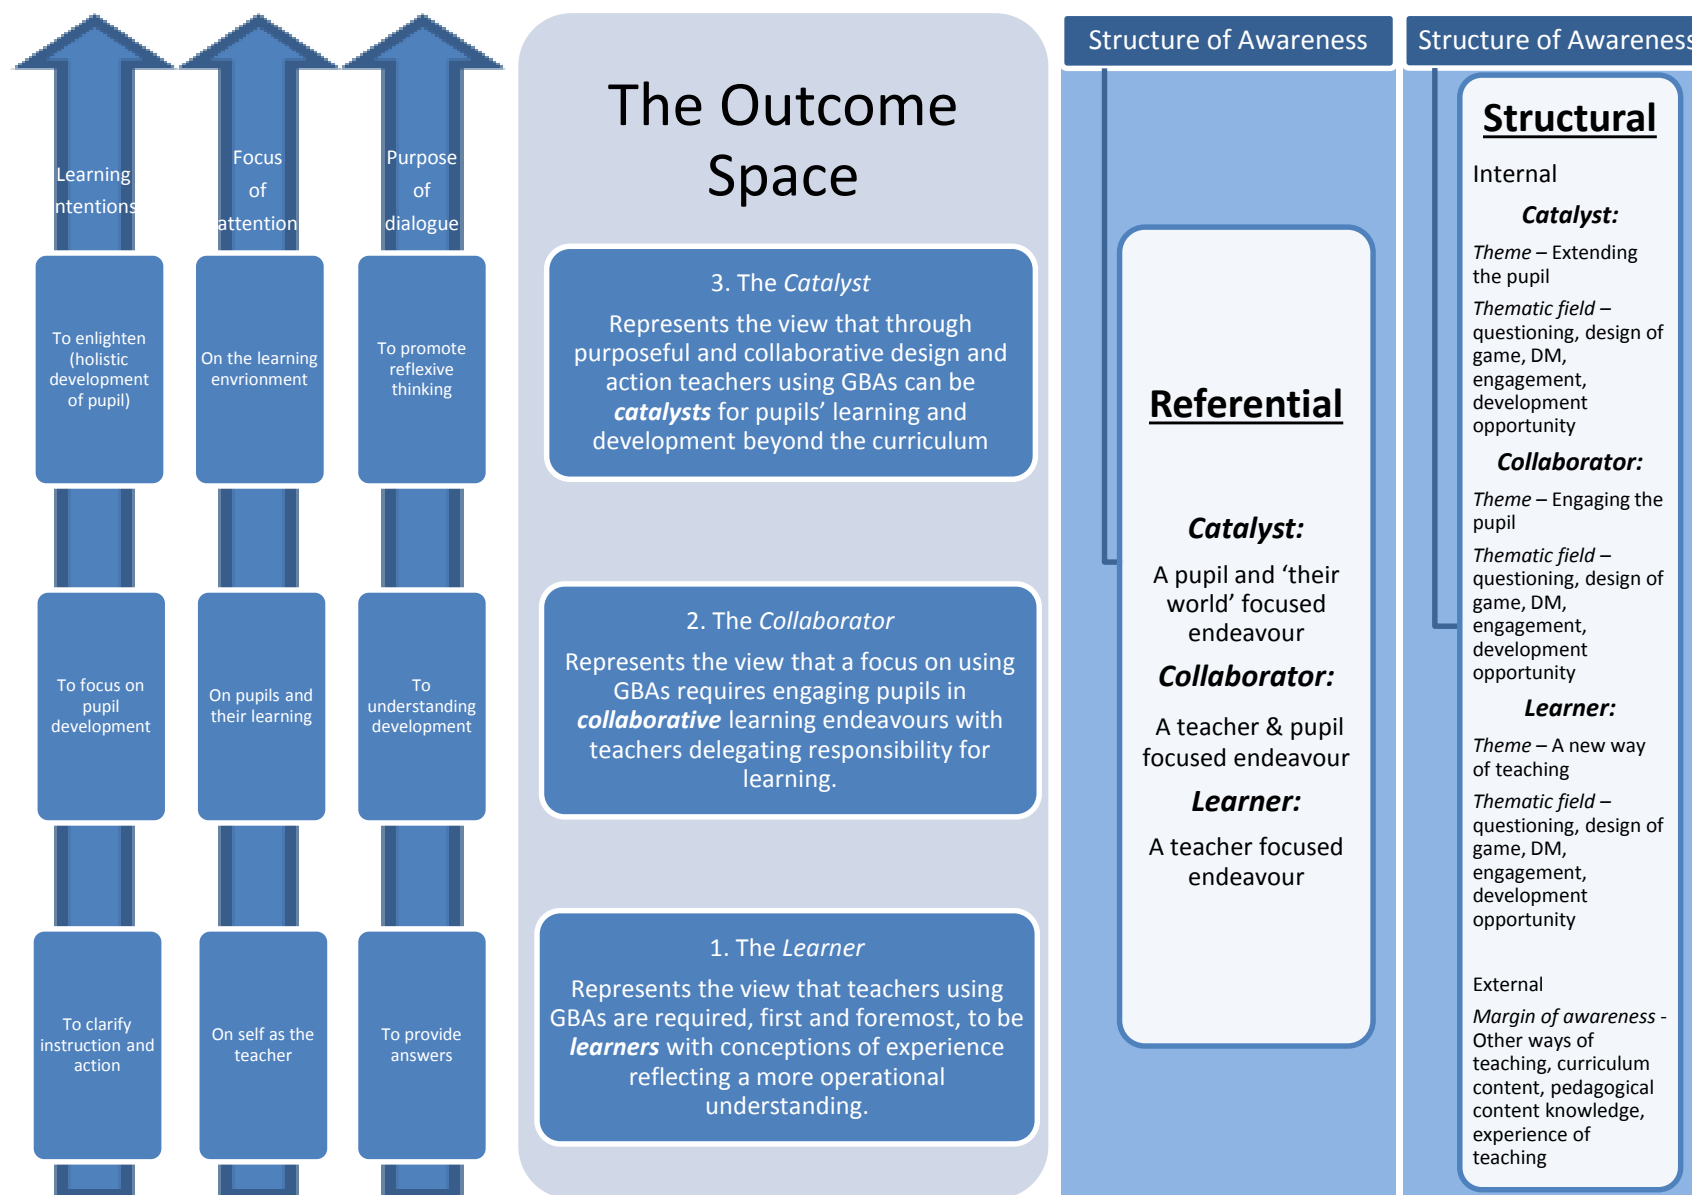 Learning
intentions
Focus
of
attention
Purpose
of
dialogue
To enlighten
(holistic
development
of pupil)
On the learning
envrionment
To promote
reflexive
thinking
To focus on
pupil
development
On pupils and
their learning
To
understanding
development
To clarify
instruction and
action
On self as the
teacher
To provide
answers
The Outcome
Space
3. The Catalyst
Represents the view that through
purposeful and collaborative design and
action teachers using GBAs can be
catalysts for pupils’ learning and
development beyond the curriculum
2. The Collaborator
Represents the view that a focus on using
GBAs requires engaging pupils in
collaborative learning endeavours with
teachers delegating responsibility for
learning.
1. The Learner
Represents the view that teachers using
GBAs are required, first and foremost, to be
learners with conceptions of experience
reflecting a more operational
understanding.
Structure of Awareness
Referential
Catalyst:
A pupil and ‘their
world’ focused
endeavour
Collaborator:
A teacher & pupil
focused endeavour
Learner:
A teacher focused
endeavour
Structure of Awareness
Structural
Internal
Catalyst:
Theme – Extending
the pupil
Thematic field –
questioning, design of
game, DM,
engagement,
development
opportunity
Collaborator:
Theme – Engaging the
pupil
Thematic field –
questioning, design of
game, DM,
engagement,
development
opportunity
Learner:
Theme – A new way
of teaching
Thematic field –
questioning, design of
game, DM,
engagement,
development
opportunity
External
Margin of awareness -
Other ways of
teaching, curriculum
content, pedagogical
content knowledge,
experience of
teaching